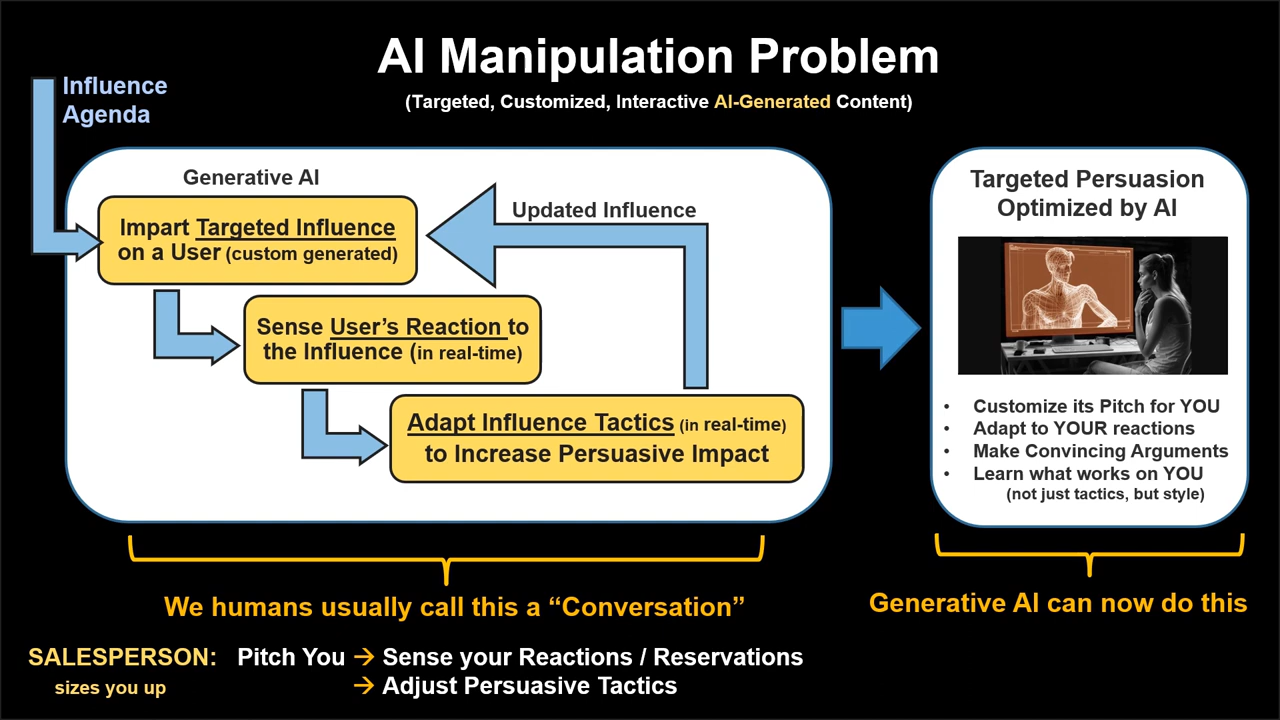 AI Manipulation Problem
(Targeted, Customized, Interactive AI-Generated Content)
Influence
Agenda
Generative AI
Impart Targeted Influence
on a User (custom generated)
Updated Influence
Sense User’s Reaction to
the Influence (in real-time)
Adapt Influence Tactics (in real-time)
to Increase Persuasive Impact
Targeted Persuasion
Optimized by AI
• Customize its Pitch for YOU
• Adapt to YOUR reactions
• Make Convincing Arguments
• Learn what works on YOU
(not just tactics, but style)
We humans usually call this a “Conversation”
Generative AI can now do this
SALESPERSON: Pitch You → Sense your Reactions / Reservations
sizes you up → Adjust Persuasive Tactics